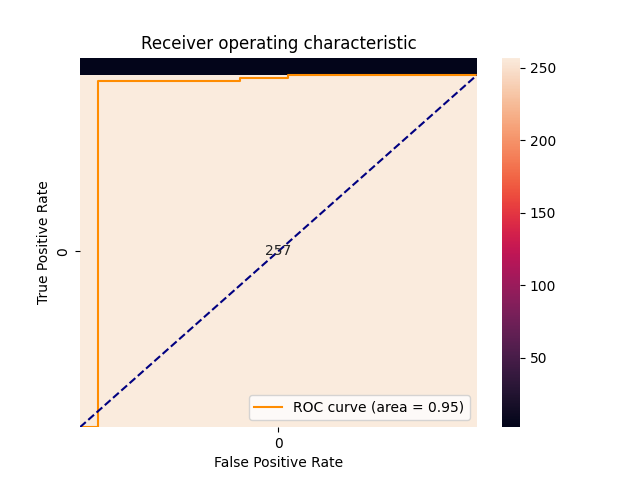 Receiver operating characteristic
True Positive Rate
0
257
ROC curve (area = 0.95)
0
False Positive Rate
250
200
150
100
50